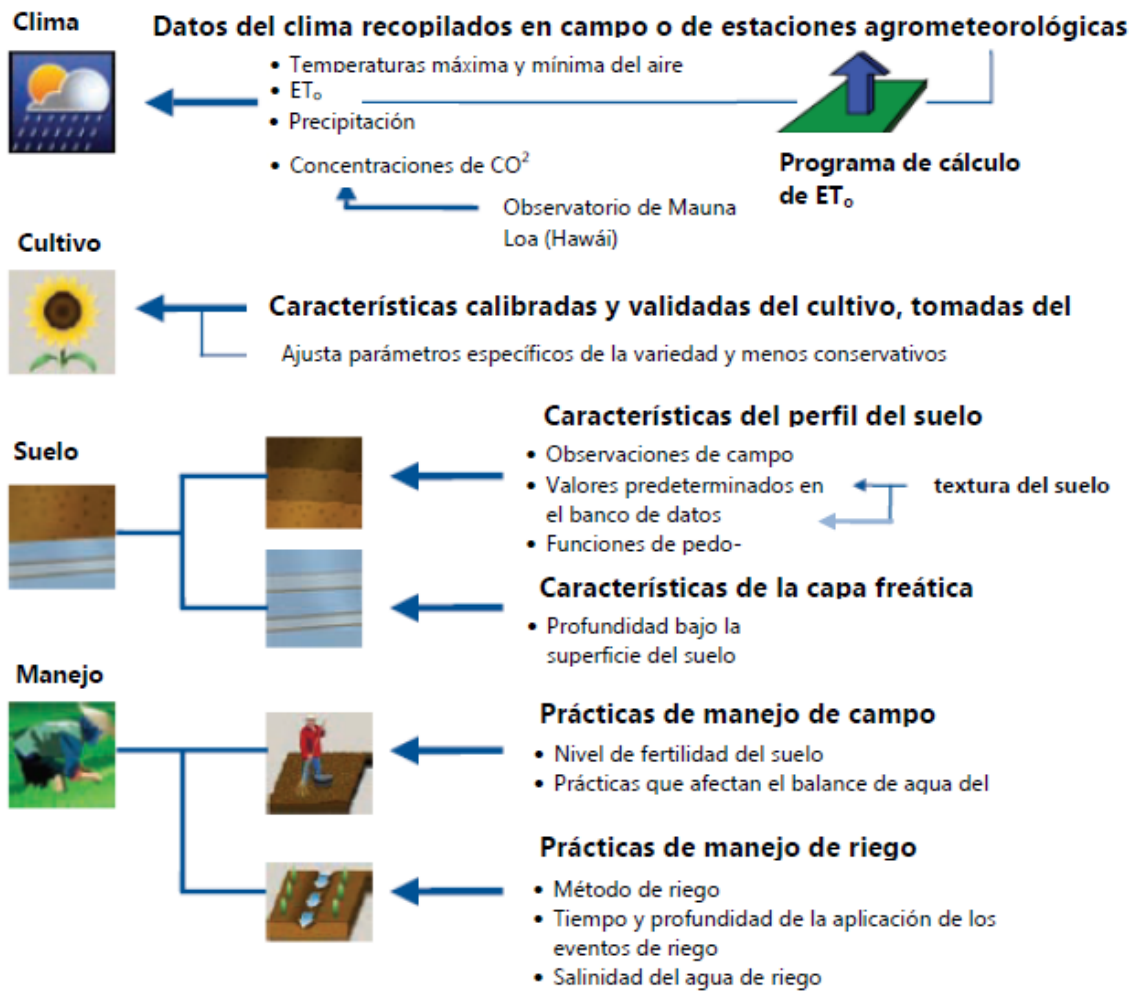 Clima
Datos del clima recopilados en campo o de estaciones agrometeorológicas
• Temperaturas máxima y mínima del aire
• ETₒ
• Precipitación
• Concentraciones de CO²
Programa de cálculo
de ETₒ
Observatorio de Mauna
Loa (Hawái)
Cultivo
Características calibradas y validadas del cultivo, tomadas del
Ajusta parámetros específicos de la variedad y menos conservativos
Suelo
Características del perfil del suelo
• Observaciones de campo
• Valores predeterminados en
el banco de datos
textura del suelo
• Funciones de pedo-
Características de la capa freática
• Profundidad bajo la
superficie del suelo
Manejo
Prácticas de manejo de campo
• Nivel de fertilidad del suelo
• Prácticas que afectan el balance de agua del
Prácticas de manejo de riego
• Método de riego
• Tiempo y profundidad de la aplicación de los
eventos de riego
• Salinidad del agua de riego